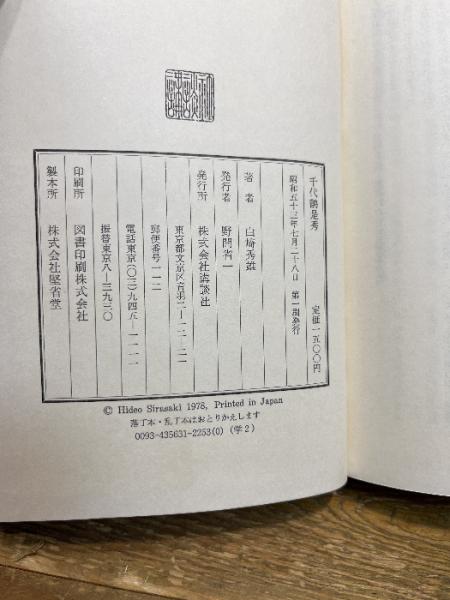 千代鶴是秀
定価一五〇〇円
昭和五十三年七月二十八日 第一刷発行
著者 白崎秀雄
発行者 野間省一
発行所 株式会社講談社
東京都文京区音羽二―一二―二一
郵便番号一一二
電話東京(〇三)九四五―一一一一
振替東京八―三九三〇
印刷所 図書印刷株式会社
製本所 株式会社堅省堂
© Hideo Sirasaki 1978, Printed in Japan
落丁本・乱丁本はおとりかえします
0093-435631-2253(0) (学2)